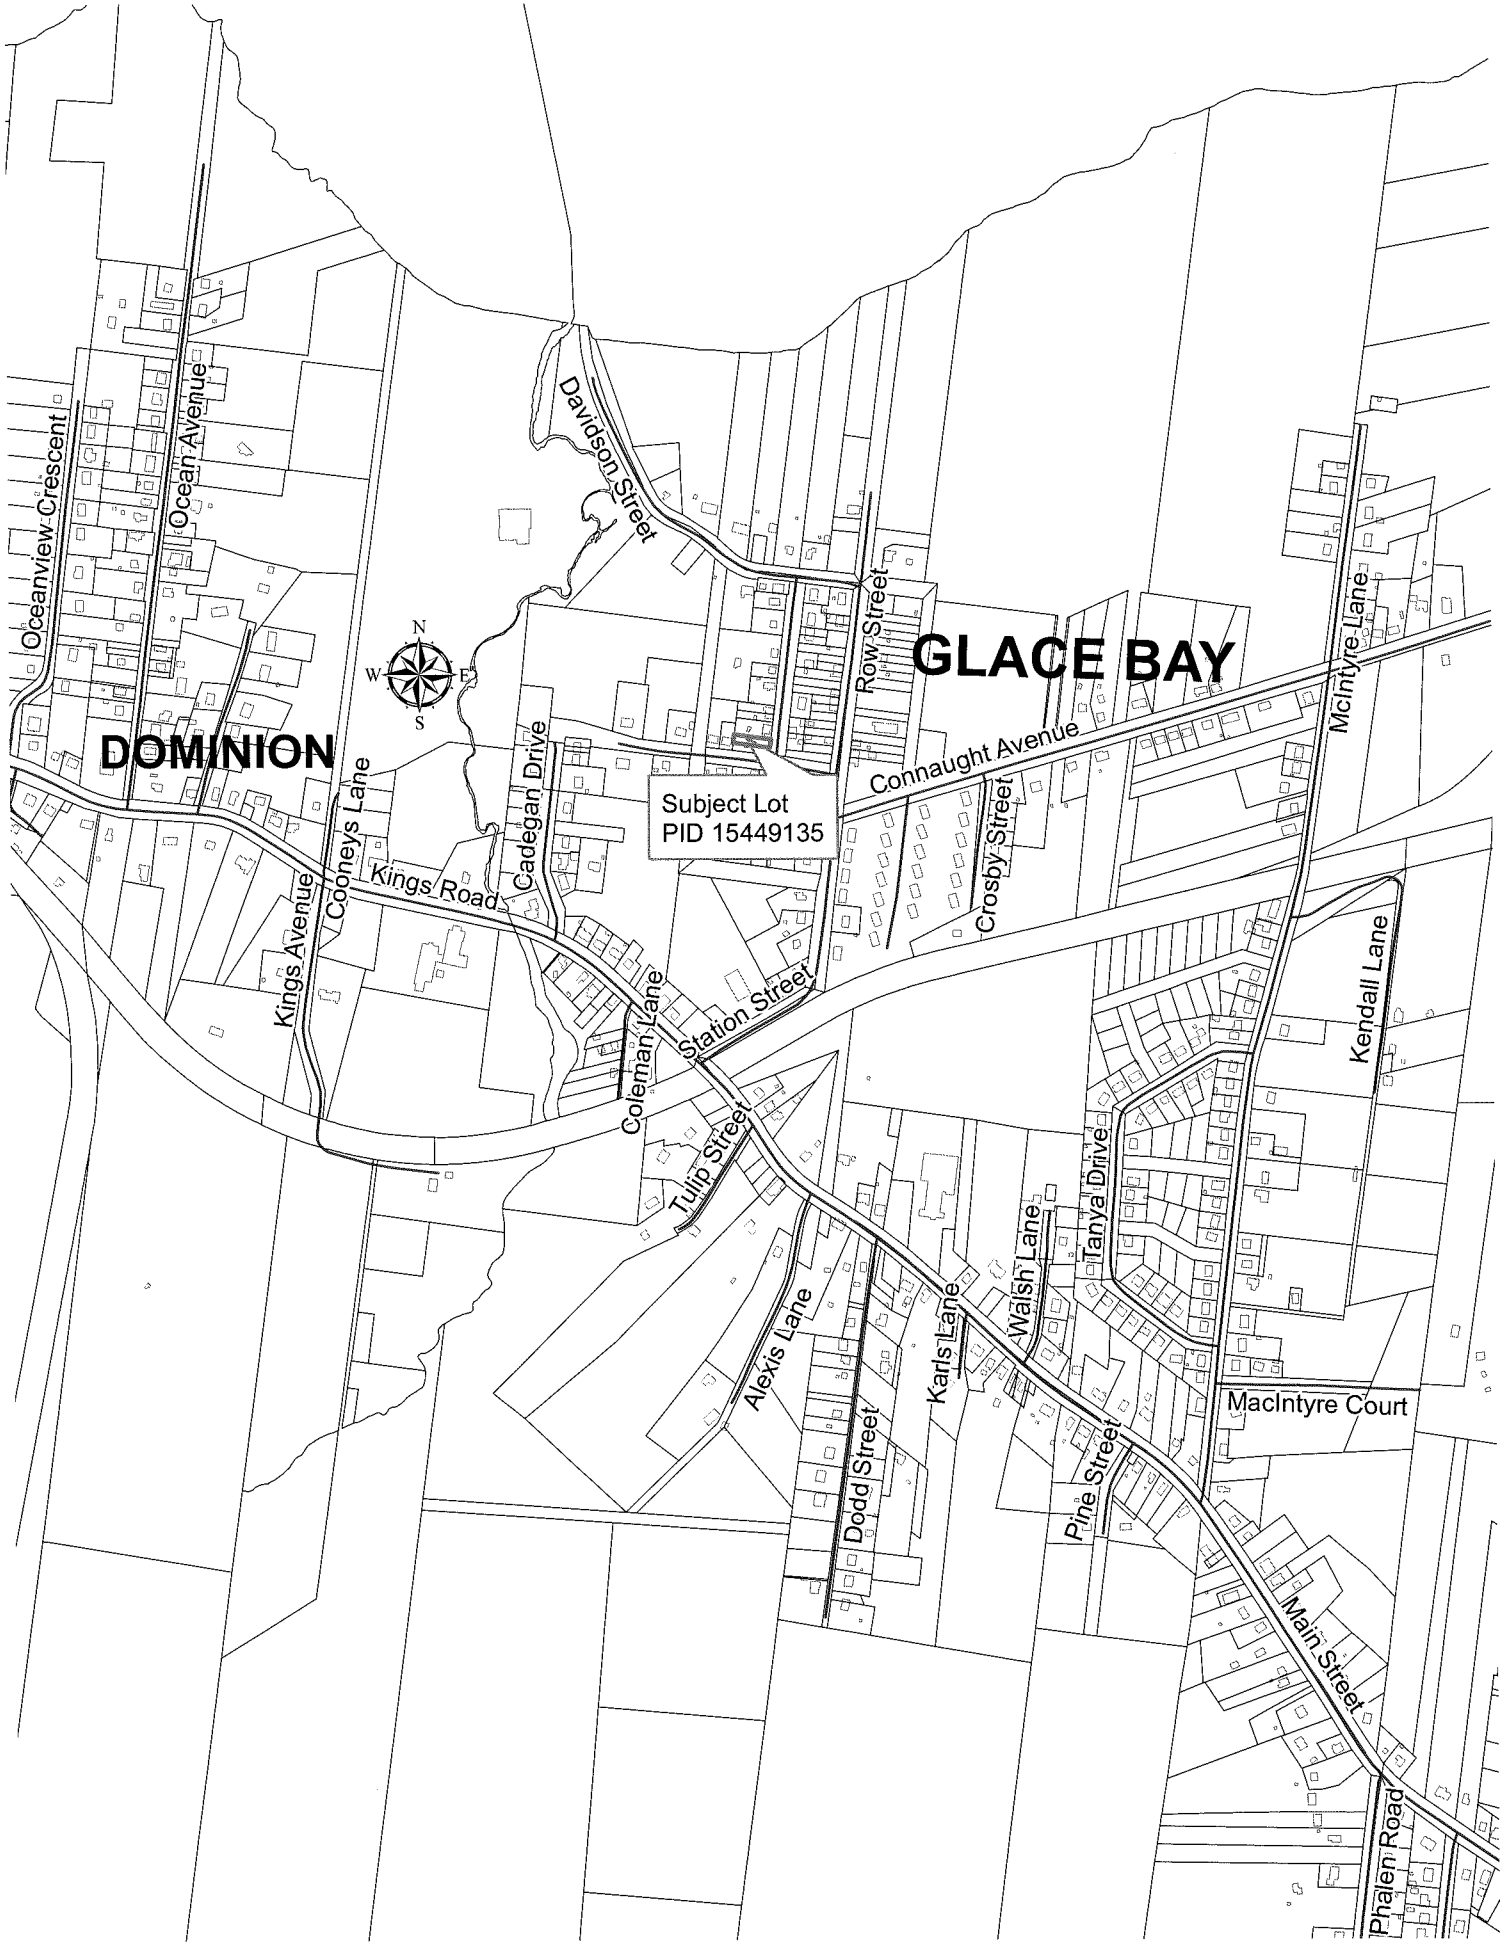 Davidson Street
Ocean Avenue
Oceanview Crescent
Row Street
McIntyre Lane
N
W
E
S
GLACE BAY
DOMINION
Cadegan Drive
Connaught Avenue
Subject Lot
PID 15449135
Cooneys Lane
Crosby Street
Kings Road
Kings Avenue
Kendall Lane
Coleman Lane
Station Street
Tulip Street
Tanya Drive
Walsh Lane
Alexis Lane
Karls Lane
MacIntyre Court
Dodd Street
Pine Street
Main Street
Phalen Road